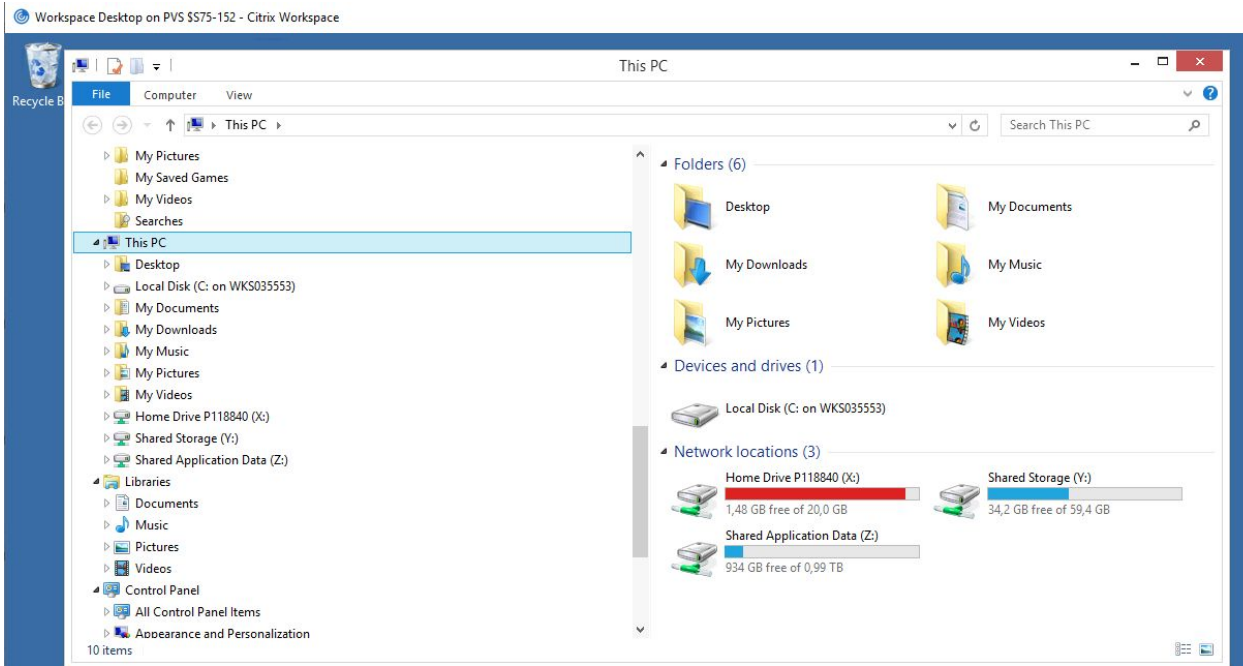 Workspace Desktop on PVS $S75-152 - Citrix Workspace
This PC
File Computer View
This PC
Search This PC
Recycle B
My Pictures
My Saved Games
My Videos
Searches
This PC
Desktop
Local Disk (C: on WKS035553)
My Documents
My Downloads
My Music
My Pictures
My Videos
Home Drive P118840 (X:)
Shared Storage (Y:)
Shared Application Data (Z:)
Libraries
Documents
Music
Pictures
Videos
Control Panel
All Control Panel Items
Appearance and Personalization
10 items
Folders (6)
Desktop
My Documents
My Downloads
My Music
My Pictures
My Videos
Devices and drives (1)
Local Disk (C: on WKS035553)
Network locations (3)
Home Drive P118840 (X:)
1,48 GB free of 20,0 GB
Shared Storage (Y:)
34,2 GB free of 59,4 GB
Shared Application Data (Z:)
934 GB free of 0,99 TB